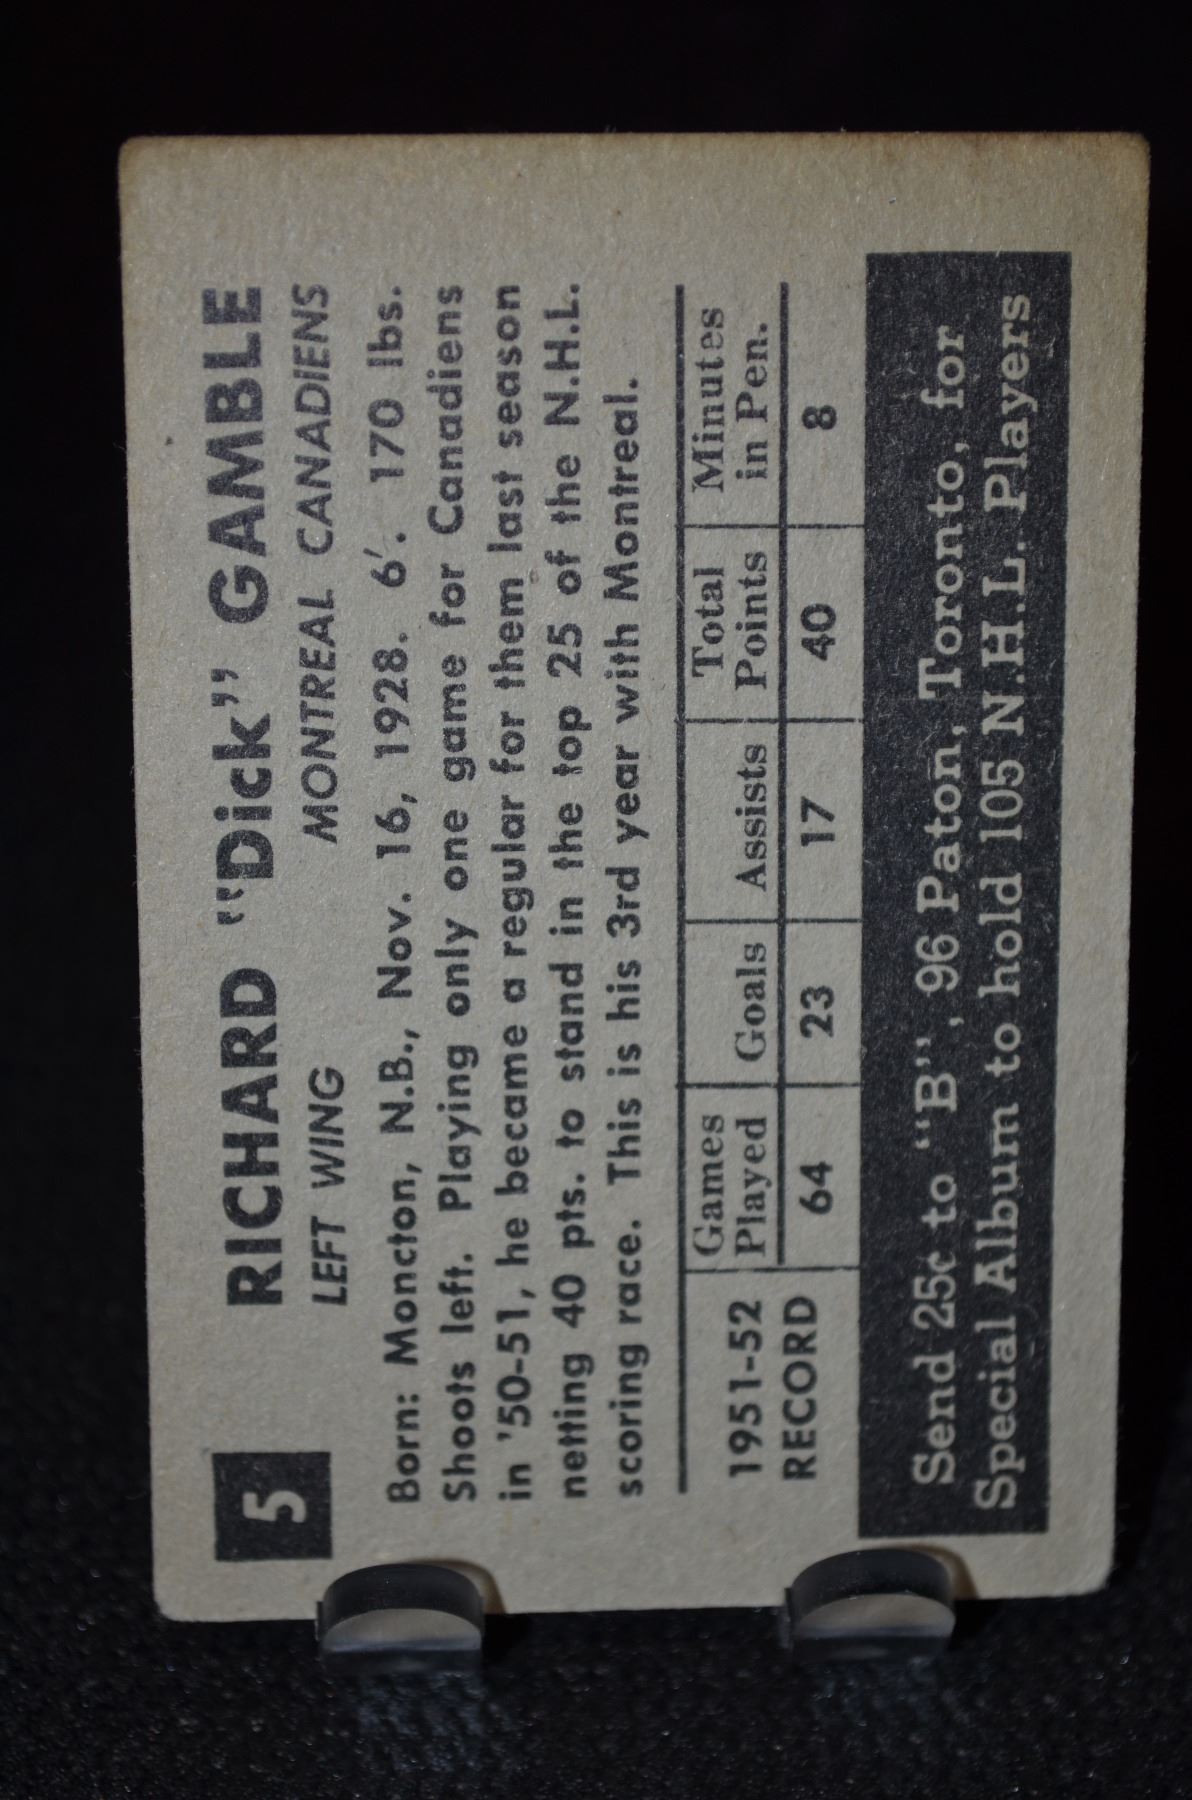 5
RICHARD "Dick" GAMBLE
LEFT WING MONTREAL CANADIENS
Born: Moncton, N.B., Nov. 16, 1928. 6'. 170 lbs.
Shoots left. Playing only one game for Canadiens
in '50-51, he became a regular for them last season
netting 40 pts. to stand in the top 25 of the N.H.L.
scoring race. This is his 3rd year with Montreal.
1951-52 RECORD
Games Played Goals Assists Total Points Minutes in Pen.
64 23 17 40 8
Send 25¢ to "B", 96 Paton, Toronto, for
Special Album to hold 105 N.H.L. Players